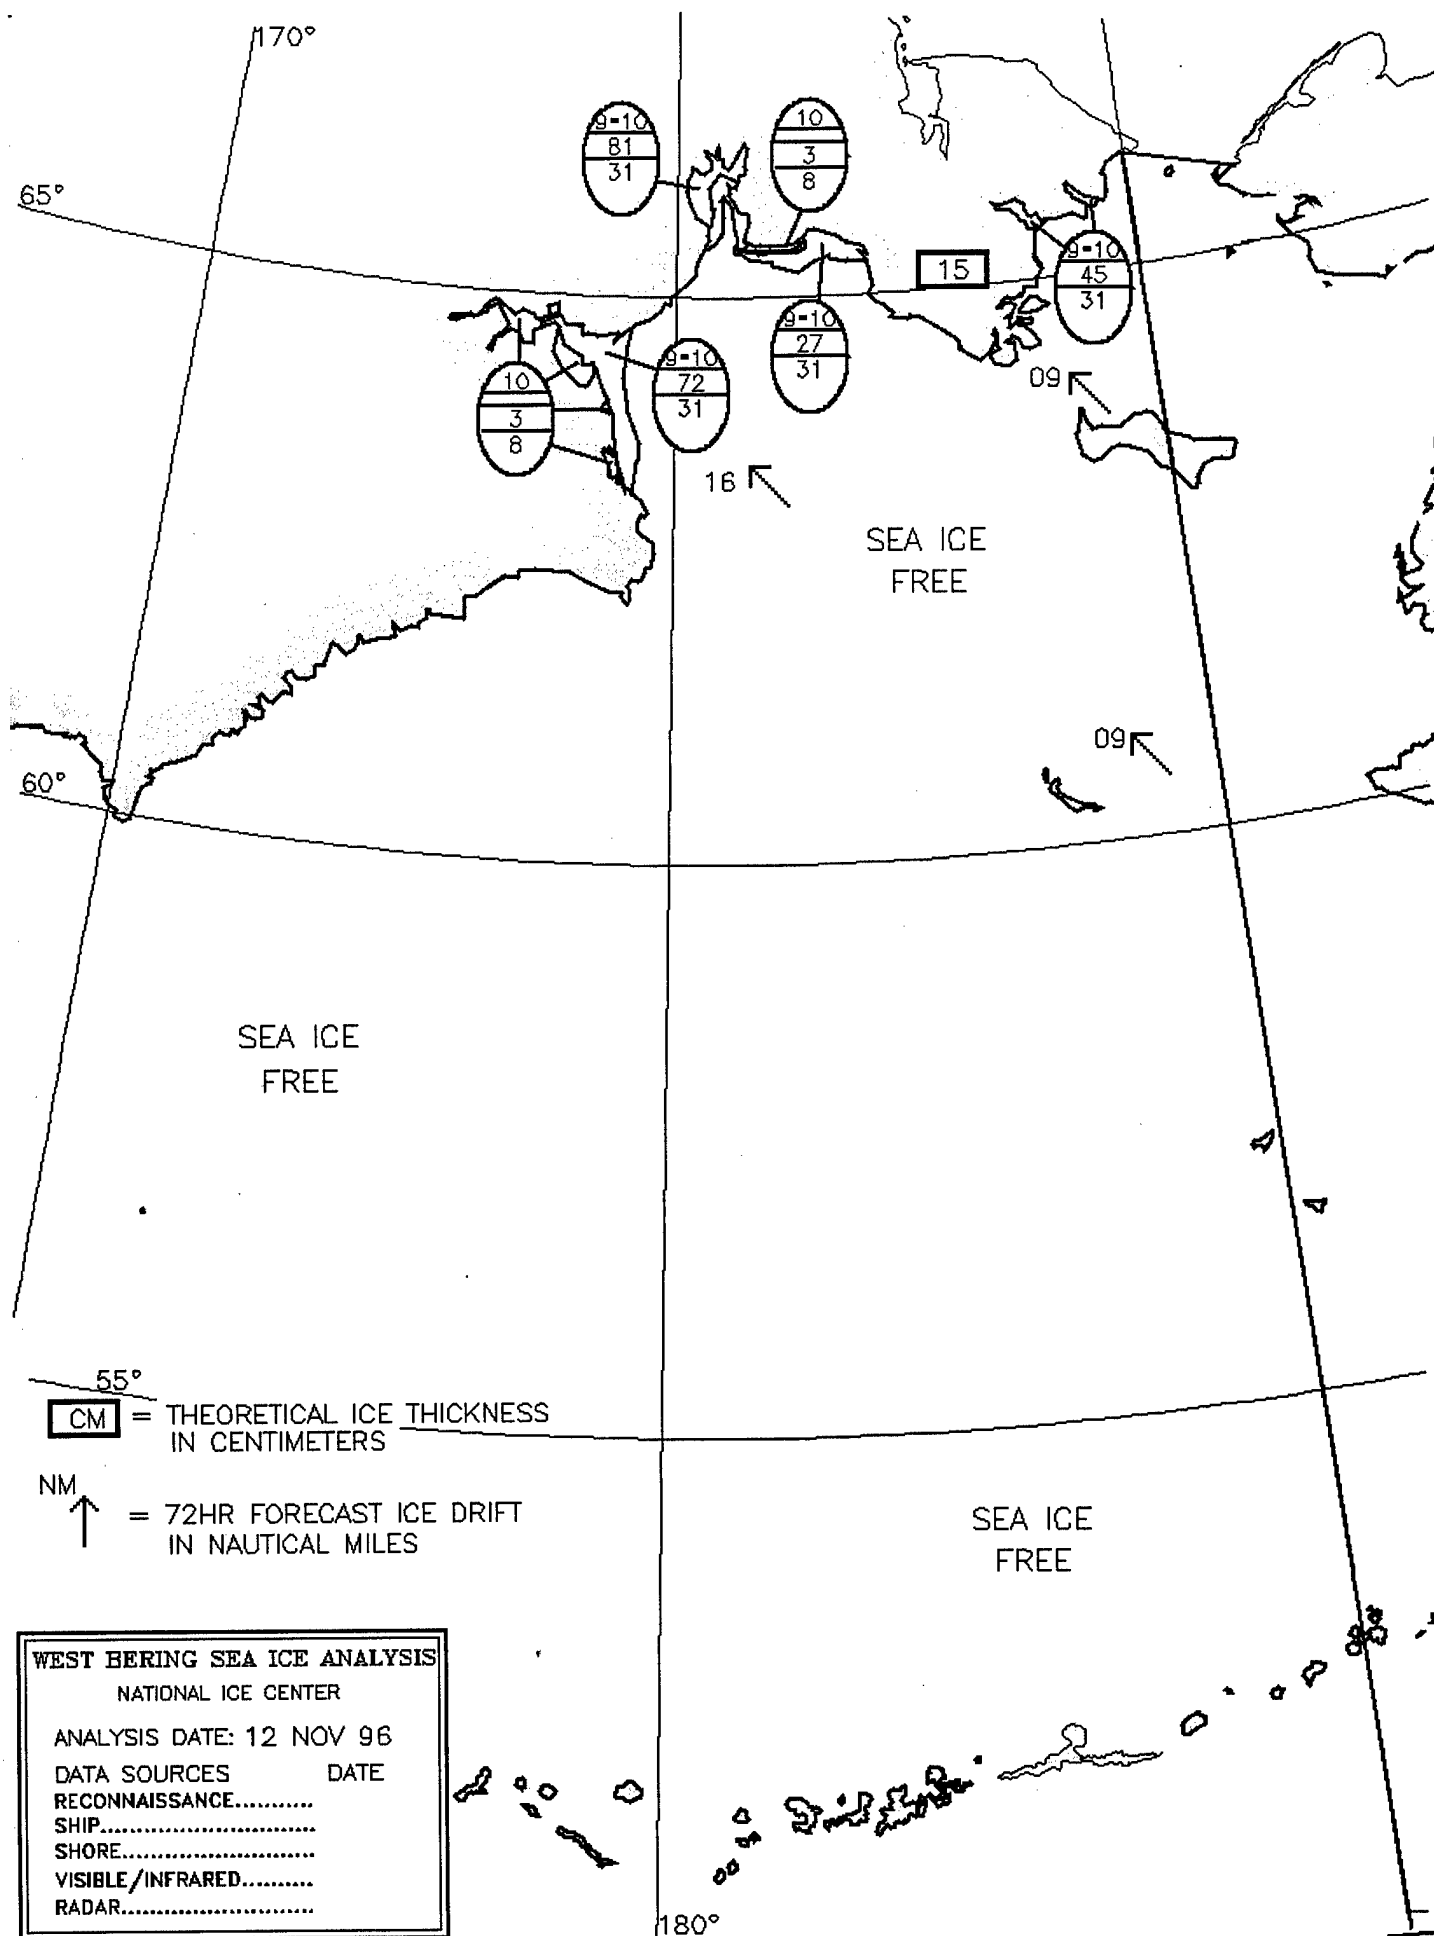 170°
9-10
81
31
10
3
8
65°
15
9-10
45
31
9-10
27
31
9-10
72
31
10
3
8
09
16
SEA ICE
FREE
09
60°
SEA ICE
FREE
55°
CM = THEORETICAL ICE THICKNESS
IN CENTIMETERS
NM
= 72HR FORECAST ICE DRIFT
IN NAUTICAL MILES
SEA ICE
FREE
WEST BERING SEA ICE ANALYSIS
NATIONAL ICE CENTER
ANALYSIS DATE: 12 NOV 96
DATA SOURCES DATE
RECONNAISSANCE...........
SHIP..............................
SHORE...........................
VISIBLE/INFRARED..........
RADAR...........................
180°